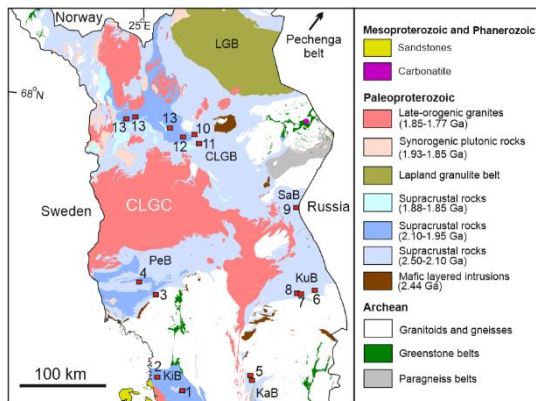 Norway
25°E
Pechenga
belt
LGB
68°N
13
13
13
10
12
11
CLGB
CLGC
SaB
9
Sweden
Russia
PeB
4
3
KuB
8
7
6
2
KiB
1
5
KaB
100 km
Mesoproterozoic and Phanerozoic
Sandstones
Carbonatite
Paleoproterozoic
Late-orogenic granites
(1.85-1.77 Ga)
Synorogenic plutonic rocks
(1.93-1.85 Ga)
Lapland granulite belt
Supracrustal rocks
(1.88-1.85 Ga)
Supracrustal rocks
(2.10-1.95 Ga)
Supracrustal rocks
(2.50-2.10 Ga)
Mafic layered intrusions
(2.44 Ga)
Archean
Granitoids and gneisses
Greenstone belts
Paragneiss belts